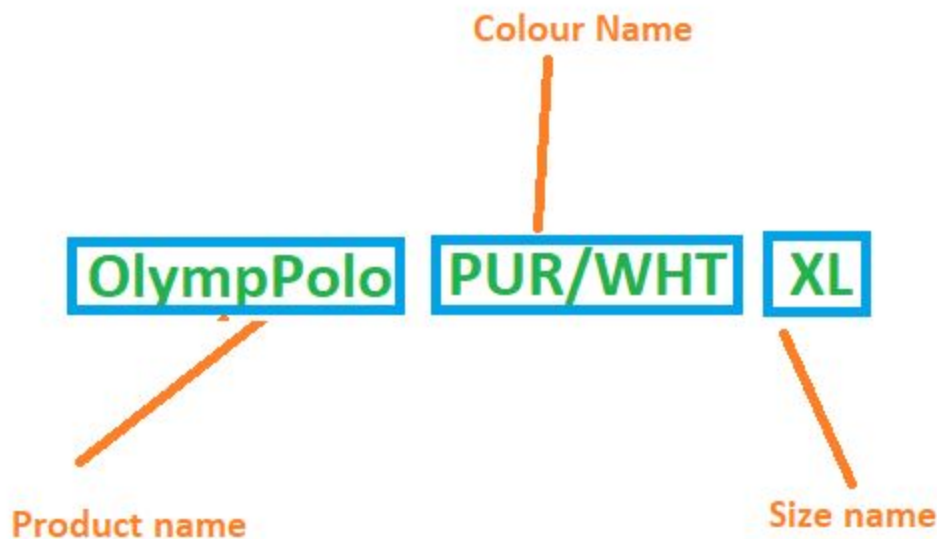 Colour Name
OlympPolo PUR/WHT XL
Product name
Size name